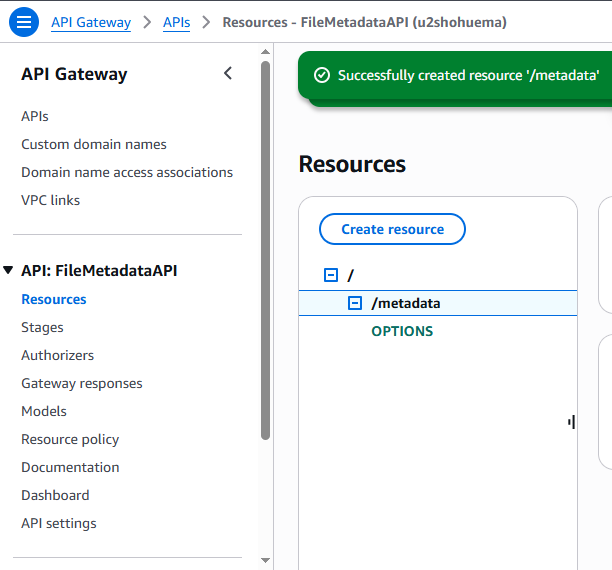 API Gateway > APIs > Resources - FileMetadataAPI (u2shohuema)
API Gateway
APIs
Custom domain names
Domain name access associations
VPC links
API: FileMetadataAPI
Resources
Stages
Authorizers
Gateway responses
Models
Resource policy
Documentation
Dashboard
API settings
Successfully created resource '/metadata'
Resources
Create resource
/
/metadata
OPTIONS